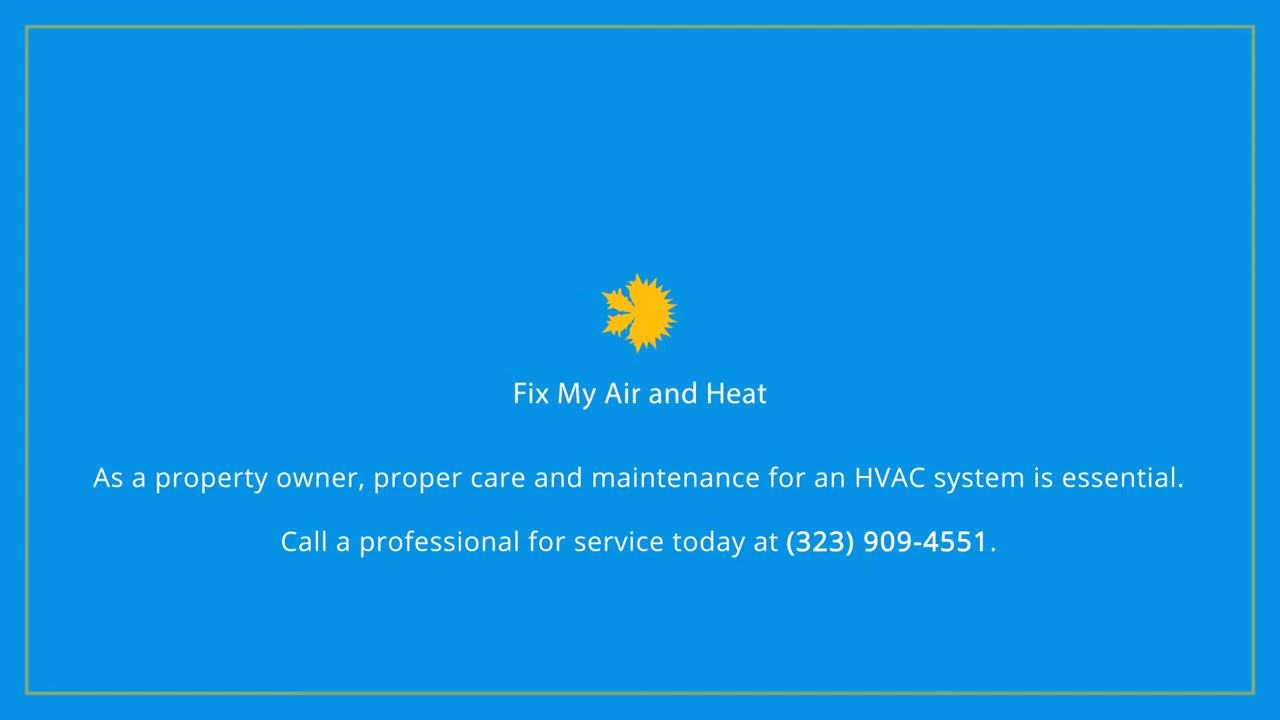 Fix My Air and Heat
As a property owner, proper care and maintenance for an HVAC system is essential.
Call a professional for service today at (323) 909-4551.